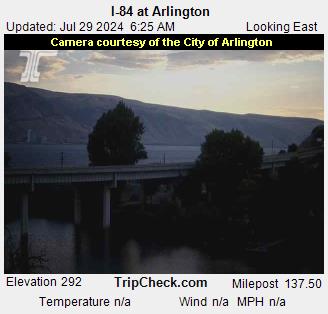 I-84 at Arlington
Updated: Jul 29 2024 6:25 AM Looking East
Camera courtesy of the City of Arlington
Elevation 292 TripCheck.com Milepost 137.50
Temperature n/a Wind n/a MPH n/a